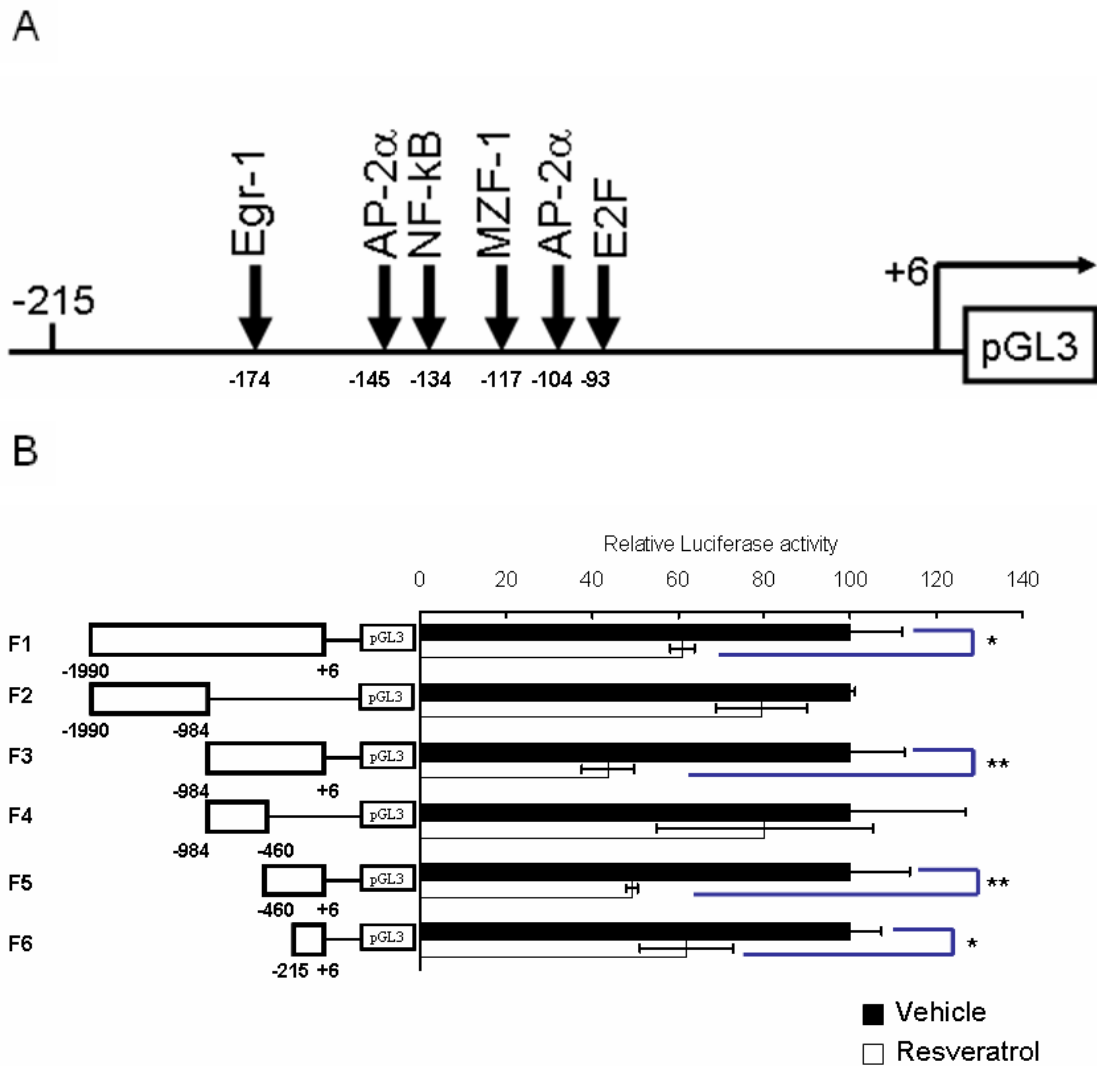 A
Egr-1
AP-2α
NF-kB
MZF-1
AP-2α
E2F
-215
+6
pGL3
-174
-145
-134
-117
-104
-93
B
Relative Luciferase activity
0 20 40 60 80 100 120 140
F1
pGL3
*
-1990
+6
F2
pGL3
-1990
-984
F3
pGL3
**
-984
+6
F4
pGL3
-984
-460
F5
pGL3
**
-460
+6
F6
pGL3
*
-215
+6
Vehicle
Resveratrol